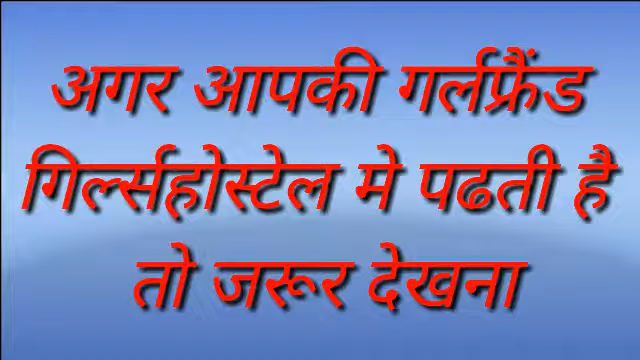 अगर आपकी गर्लफ्रैंड
गिर्ल्सहोस्टेल मे पढती है
तो जरूर देखना